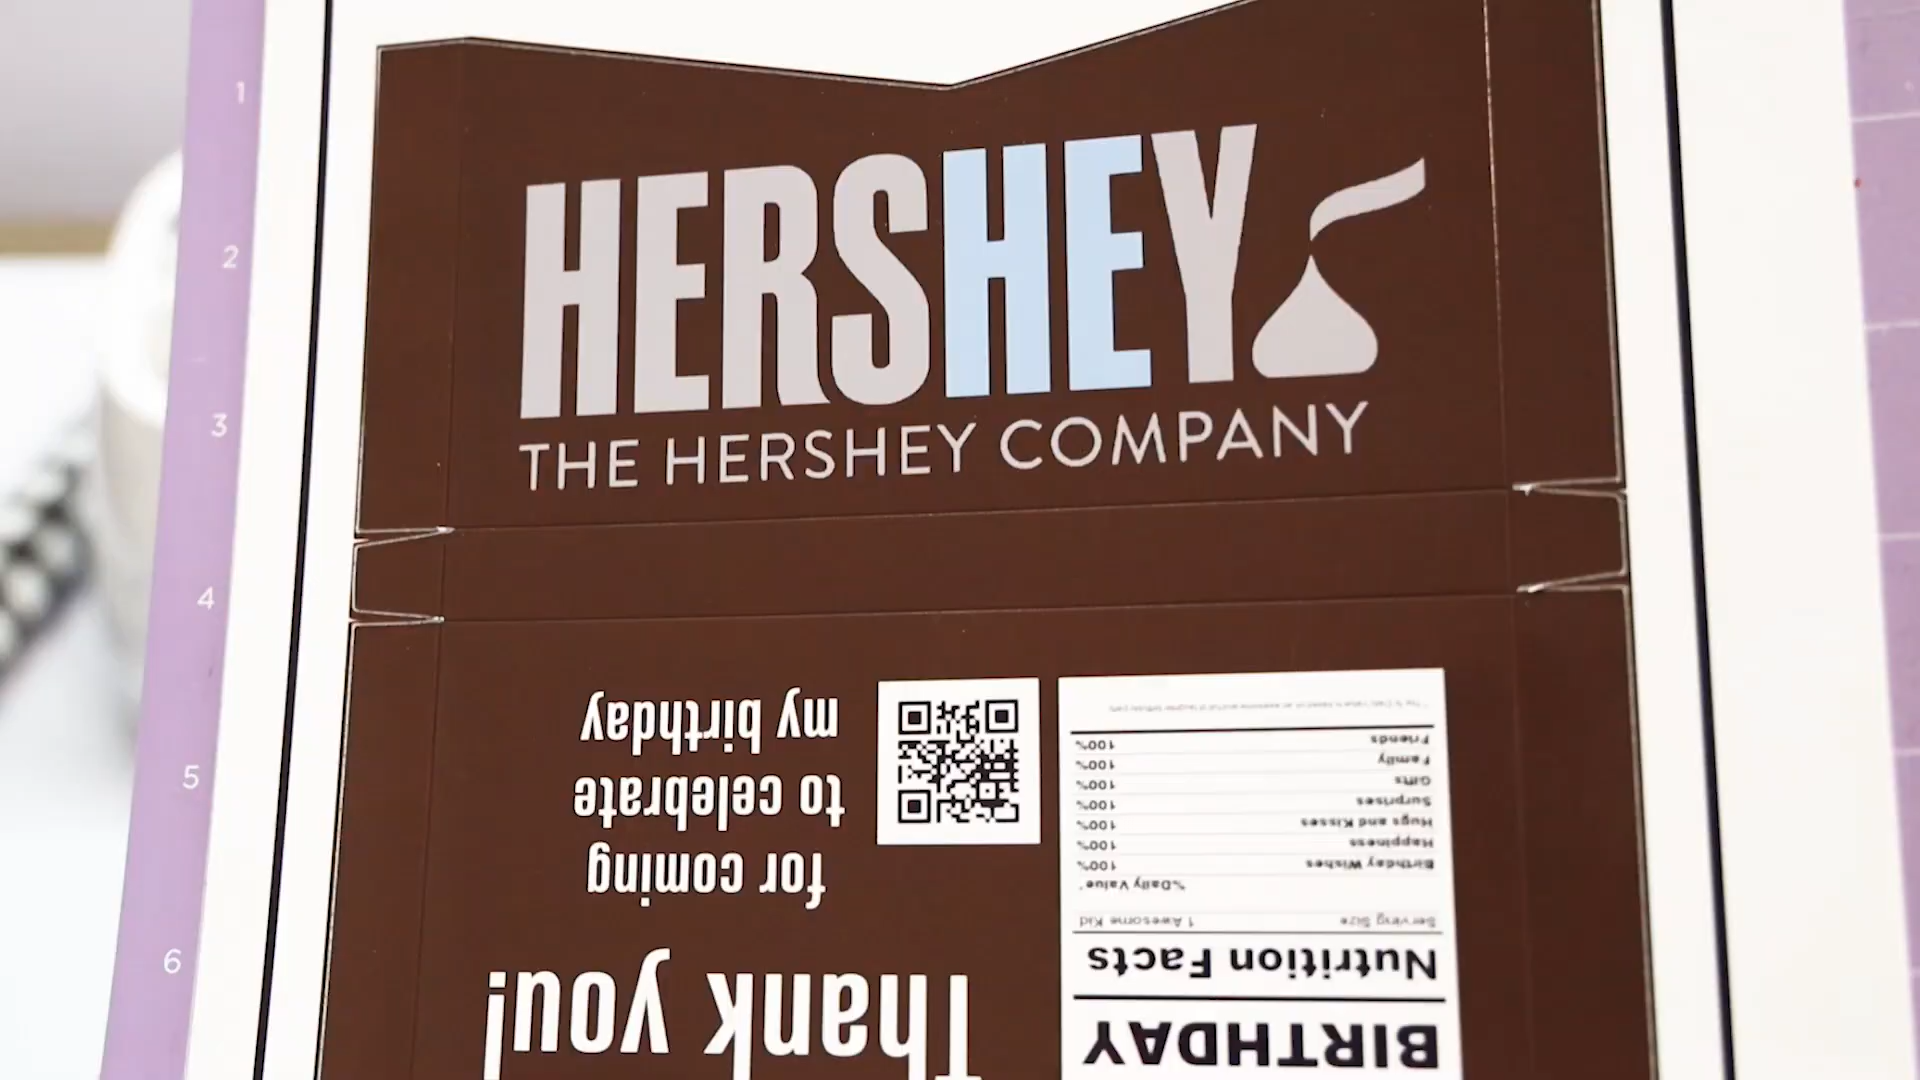 HERSHEY
THE HERSHEY COMPANY
Thank you!
for coming
to celebrate
my birthday
BIRTHDAY
Nutrition Facts
Serving Size 1 Awesome Kid
%Daily Value*
Birthday Wishes 100%
Happiness 100%
Hugs and Kisses 100%
Surprises 100%
Gifts 100%
Family 100%
Friends 100%
1
2
3
4
5
6